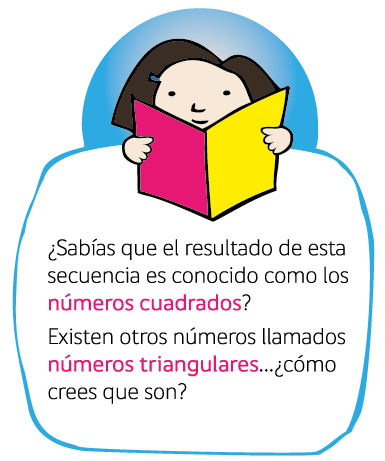 ¿Sabías que el resultado de esta
secuencia es conocido como los
números cuadrados?
Existen otros números llamados
números triangulares...¿cómo
crees que son?